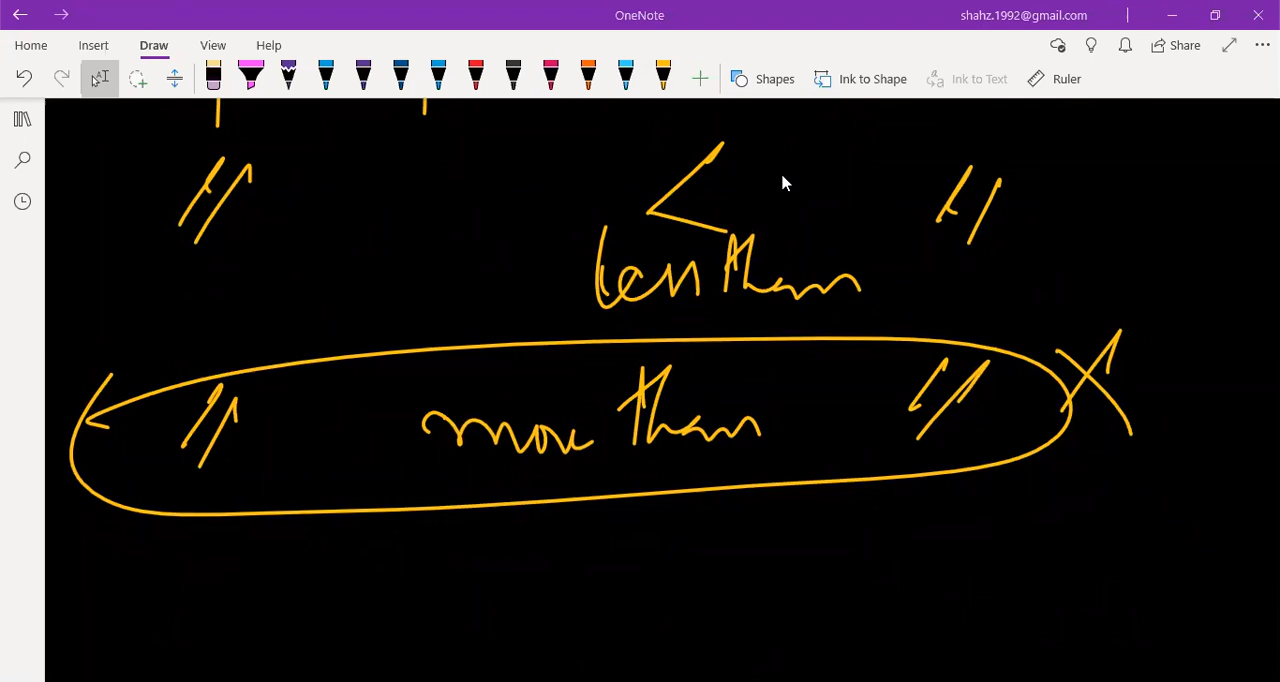 OneNote
shahz.1992@gmail.com
Home Insert Draw View Help
Share
Shapes Ink to Shape Ink to Text Ruler
<
less than
more than